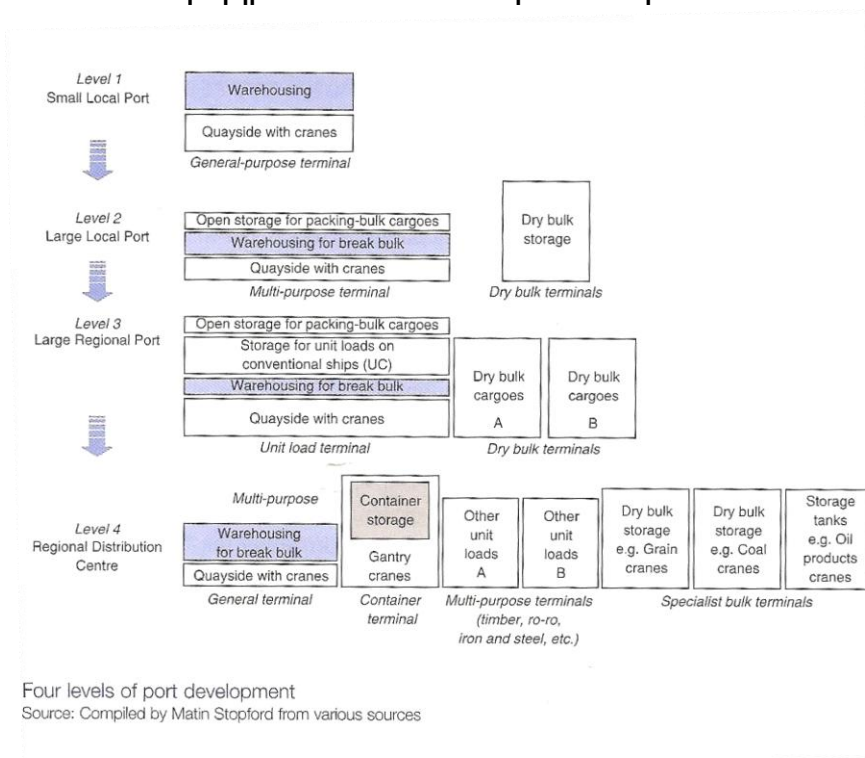 Level 1
Small Local Port
Warehousing
Quayside with cranes
General-purpose terminal
Level 2
Large Local Port
Open storage for packing-bulk cargoes
Warehousing for break bulk
Quayside with cranes
Multi-purpose terminal
Dry bulk
storage
Dry bulk terminals
Level 3
Large Regional Port
Open storage for packing-bulk cargoes
Storage for unit loads on
conventional ships (UC)
Warehousing for break bulk
Quayside with cranes
Unit load terminal
Dry bulk
cargoes
A
Dry bulk
cargoes
B
Dry bulk terminals
Level 4
Regional Distribution
Centre
Multi-purpose
Warehousing
for break bulk
Quayside with cranes
General terminal
Container
storage
Gantry
cranes
Container
terminal
Other
unit
loads
A
Other
unit
loads
B
Multi-purpose terminals
(timber, ro-ro,
iron and steel, etc.)
Dry bulk
storage
e.g. Grain
cranes
Dry bulk
storage
e.g. Coal
cranes
Storage
tanks
e.g. Oil
products
cranes
Specialist bulk terminals
Four levels of port development
Source: Compiled by Matin Stopford from various sources